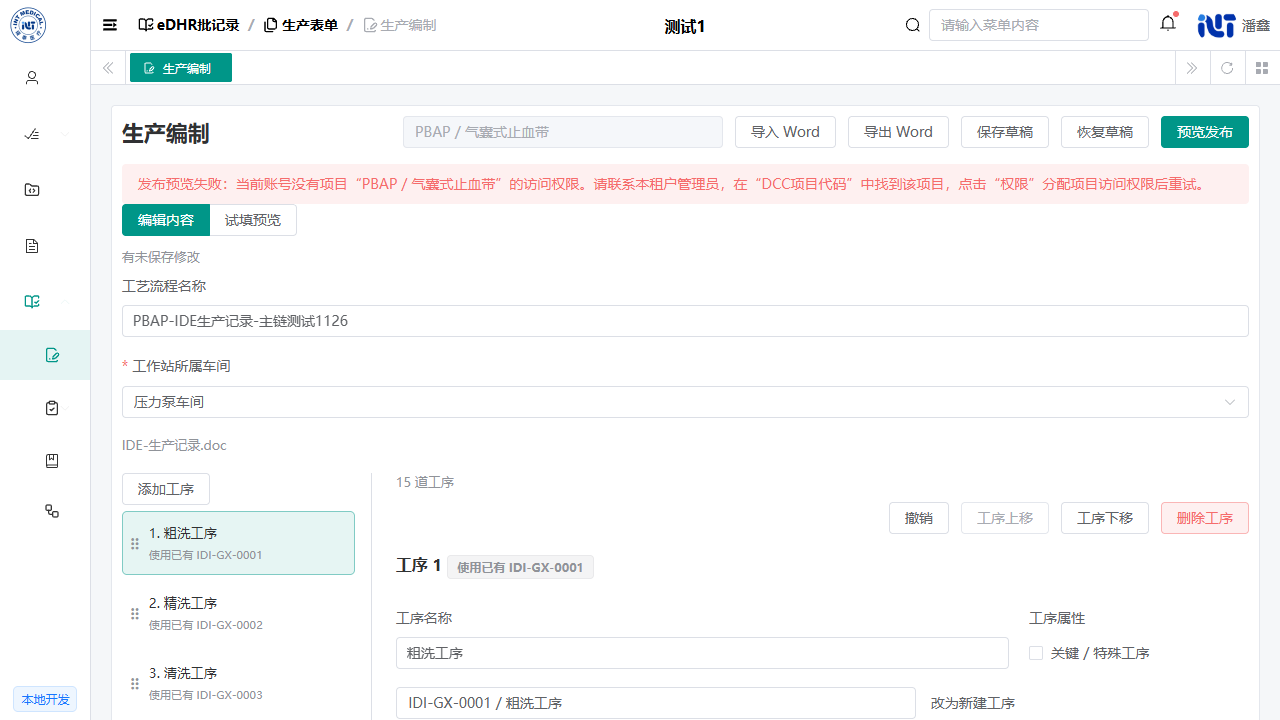 eDHR批记录 / 生产表单 / 生产编制
测试1
请输入菜单内容
INT
潘鑫
生产编制
生产编制
PBAP / 气囊式止血带
导入 Word
导出 Word
保存草稿
恢复草稿
预览发布
发布预览失败：当前账号没有项目“PBAP / 气囊式止血带”的访问权限。请联系本租户管理员，在“DCC项目代码”中找到该项目，点击“权限”分配项目访问权限后重试。
编辑内容
试填预览
有未保存修改
工艺流程名称
PBAP-IDE生产记录-主链测试1126
* 工作站所属车间
压力泵车间
IDE-生产记录.doc
添加工序
15 道工序
撤销
工序上移
工序下移
删除工序
1. 粗洗工序
使用已有 IDI-GX-0001
2. 精洗工序
使用已有 IDI-GX-0002
3. 清洗工序
使用已有 IDI-GX-0003
工序 1 使用已有 IDI-GX-0001
工序名称
工序属性
粗洗工序
关键 / 特殊工序
IDI-GX-0001 / 粗洗工序
改为新建工序
本地开发